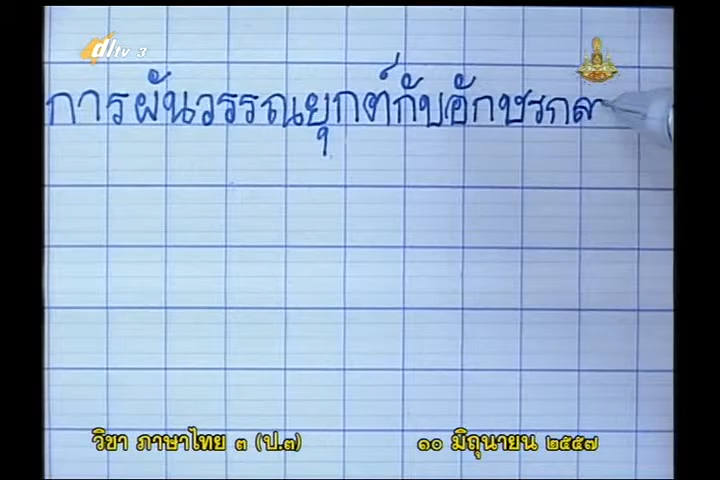 dltv 3
การผันวรรณยุกต์กับอักษรกล
วิชา ภาษาไทย ๓ (ป.๓)
๑๐ มิถุนายน ๒๕๕๗